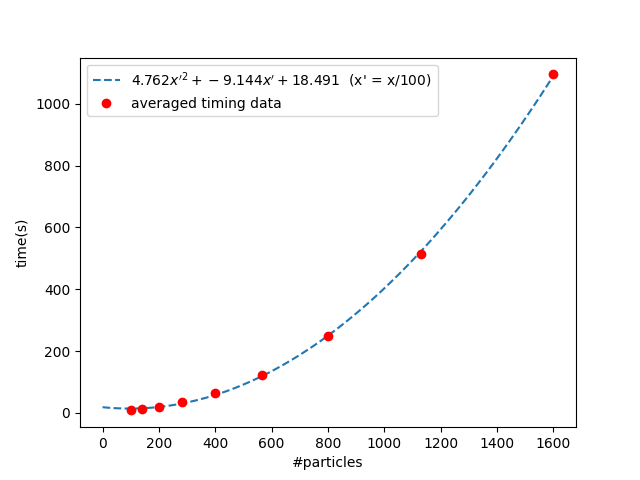 4.762x′² + −9.144x′ + 18.491 (x' = x/100)
averaged timing data
1000
800
600
400
200
0
time(s)
0 200 400 600 800 1000 1200 1400 1600
#particles